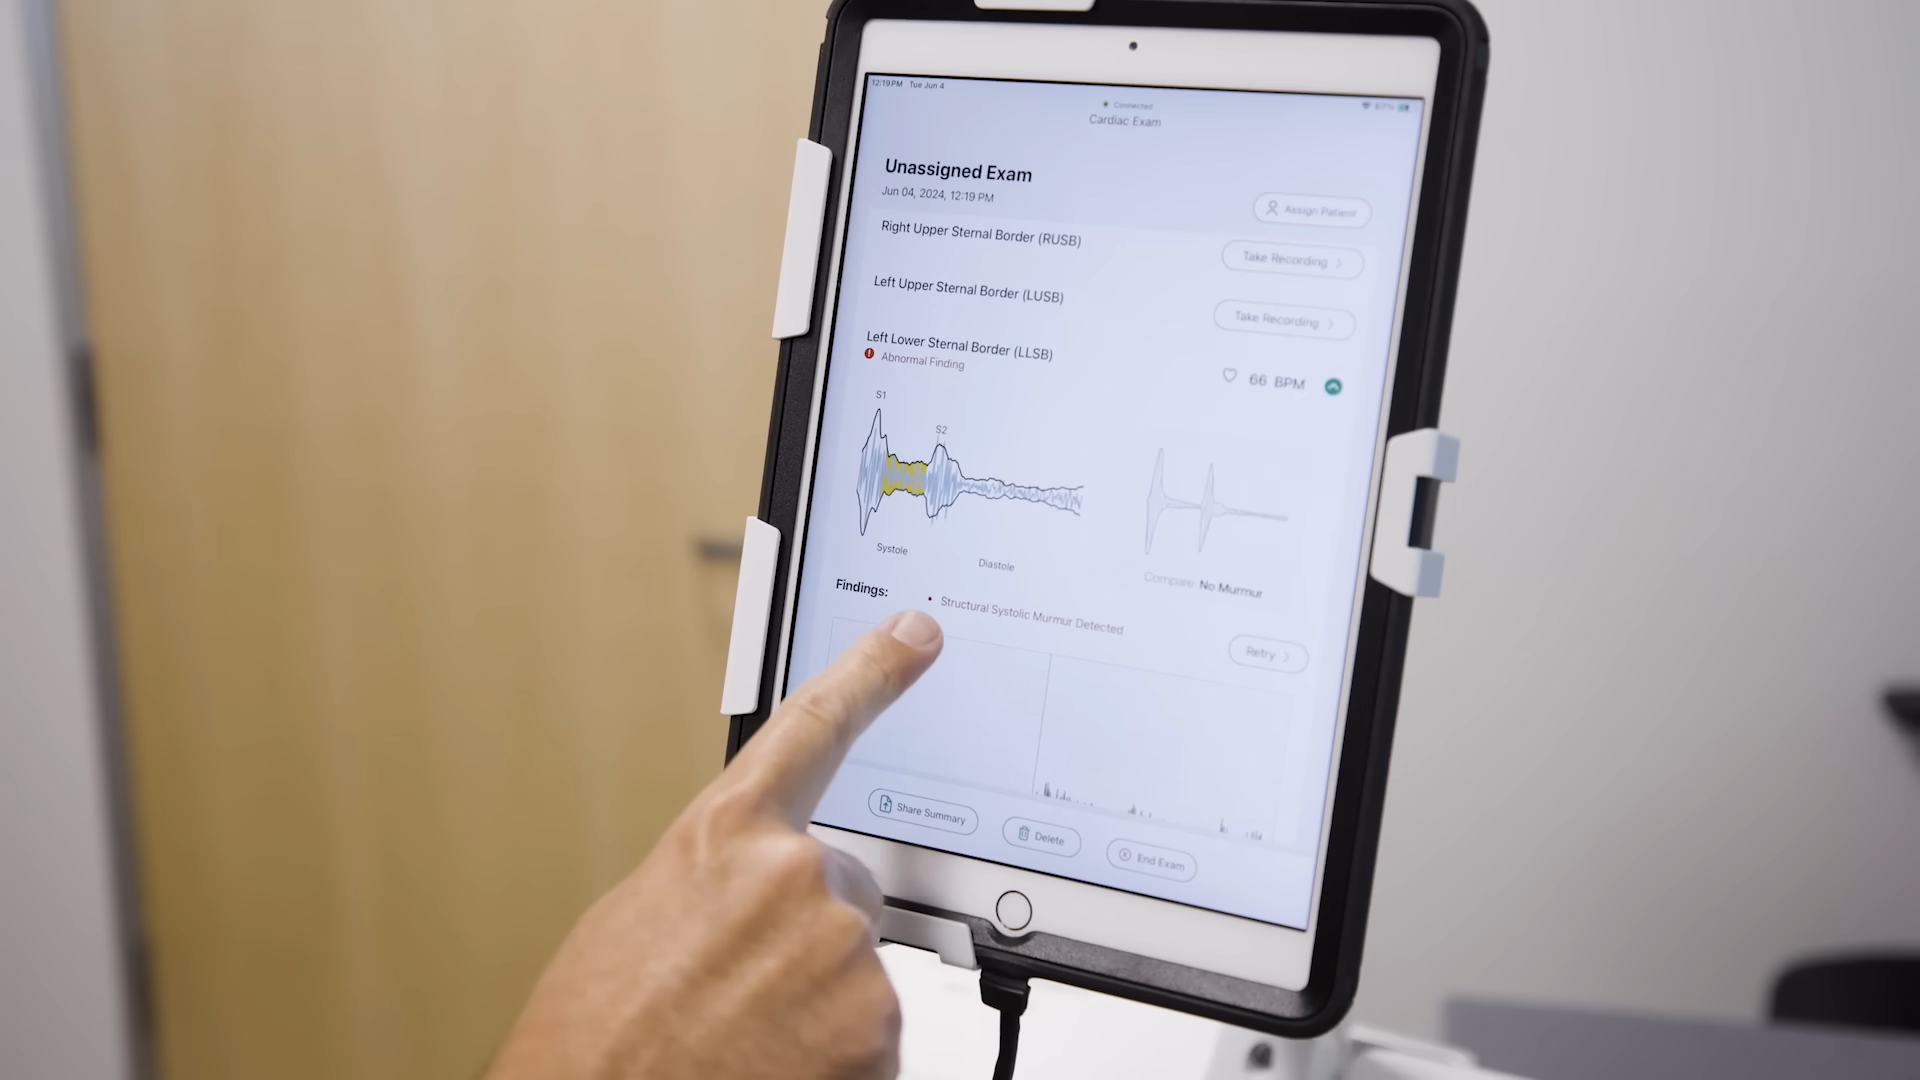 12:19 PM Tue Jun 4
67%
Connected
Cardiac Exam
Unassigned Exam
Jun 04, 2024, 12:19 PM
Assign Patient
Right Upper Sternal Border (RUSB)
Take Recording
Left Upper Sternal Border (LUSB)
Take Recording
Left Lower Sternal Border (LLSB)
Abnormal Finding
66 BPM
S1
S2
Systole
Diastole
Compare: No Murmur
Findings:
• Structural Systolic Murmur Detected
Retry
Share Summary
Delete
End Exam